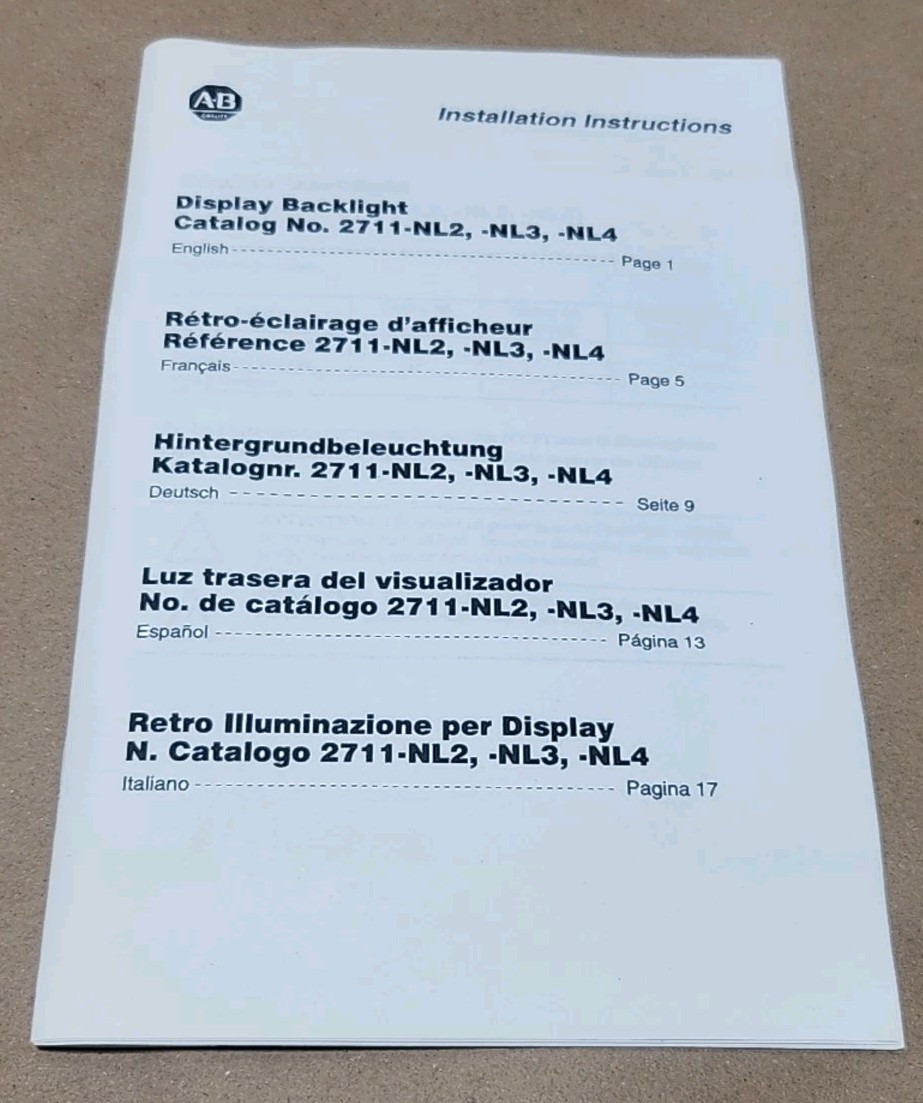 A-B
QUALITY
Installation Instructions
Display Backlight
Catalog No. 2711-NL2, -NL3, -NL4
English Page 1
Rétro-éclairage d'afficheur
Référence 2711-NL2, -NL3, -NL4
Français Page 5
Hintergrundbeleuchtung
Katalognr. 2711-NL2, -NL3, -NL4
Deutsch Seite 9
Luz trasera del visualizador
No. de catálogo 2711-NL2, -NL3, -NL4
Español Página 13
Retro Illuminazione per Display
N. Catalogo 2711-NL2, -NL3, -NL4
Italiano Pagina 17